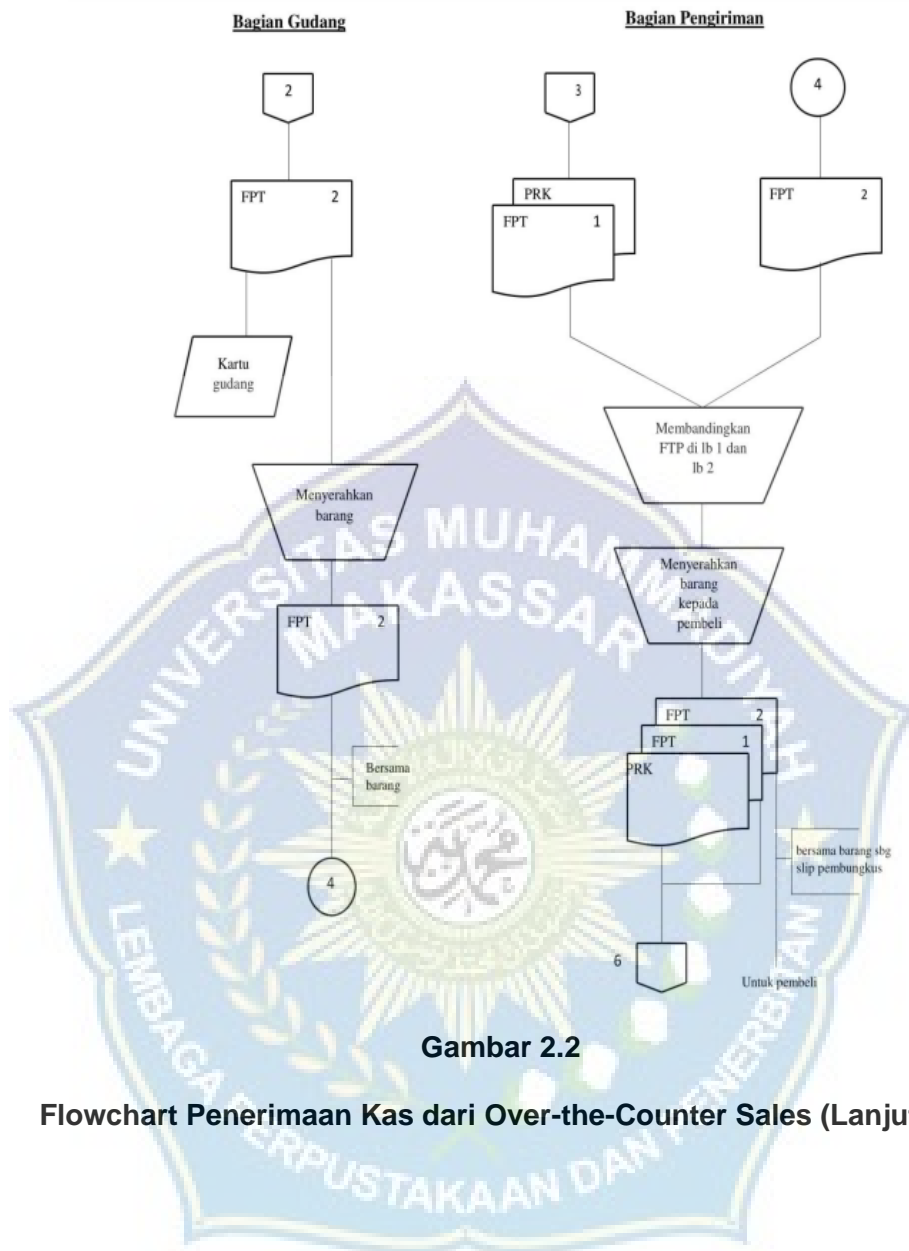 Bagian Gudang
Bagian Pengiriman
2
3
4
FPT 2
PRK
FPT 1
FPT 2
Kartu
gudang
Membandingkan
FTP di lb 1 dan
lb 2
Menyerahkan
barang
Menyerahkan
barang
kepada
pembeli
FPT 2
FPT 2
FPT 1
PRK
Bersama
barang
bersama barang sbg
slip pembungkus
4
6
Untuk pembeli
Gambar 2.2
Flowchart Penerimaan Kas dari Over-the-Counter Sales (Lanju
UNIVERSITAS MUHAMMADIYAH
MAKASSAR
LEMBAGA PERPUSTAKAAN DAN PENERBITAN